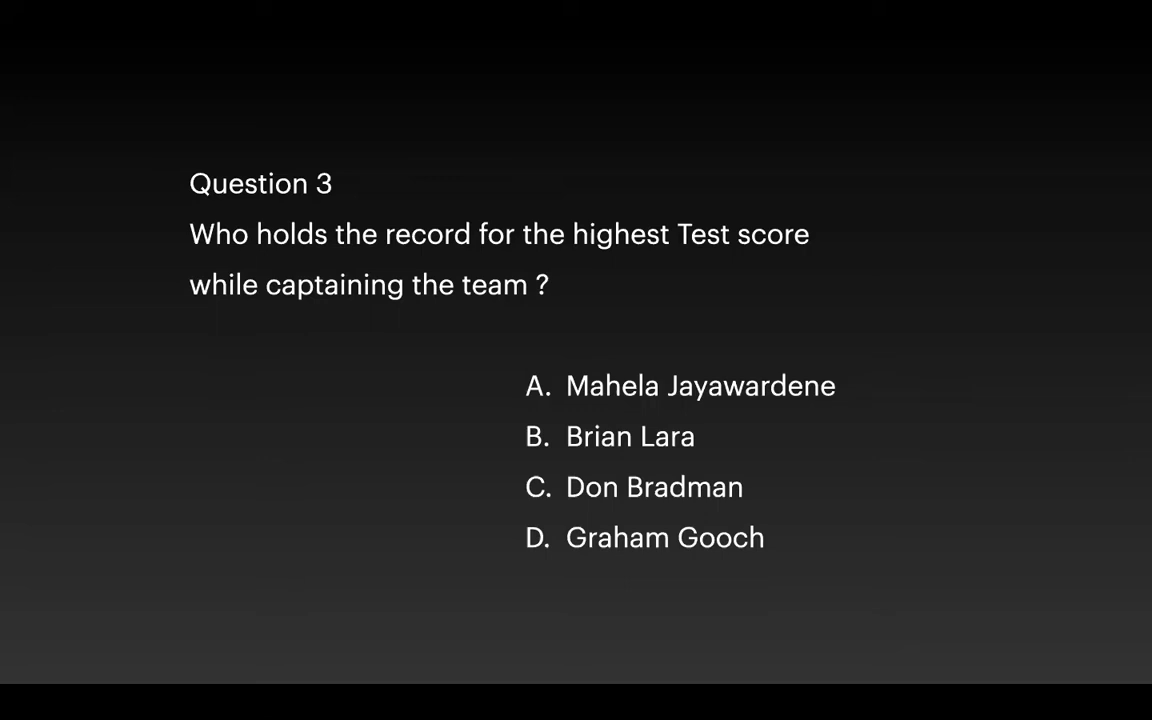 Question 3
Who holds the record for the highest Test score
while captaining the team ?
A. Mahela Jayawardene
B. Brian Lara
C. Don Bradman
D. Graham Gooch